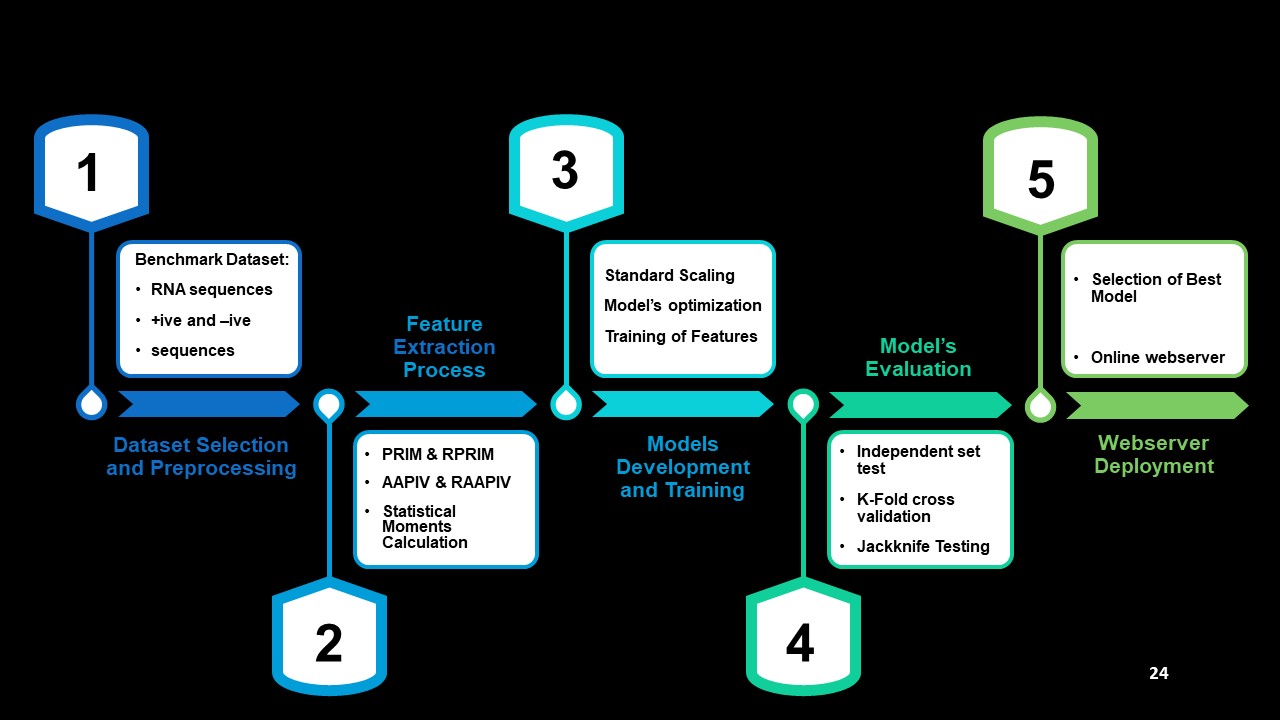 1
Benchmark Dataset:
• RNA sequences
• +ive and –ive
• sequences
Dataset Selection
and Preprocessing
Feature
Extraction
Process
• PRIM & RPRIM
• AAPIV & RAAPIV
• Statistical
Moments
Calculation
2
3
Standard Scaling
Model’s optimization
Training of Features
Models
Development
and Training
Model’s
Evaluation
• Independent set
test
• K-Fold cross
validation
• Jackknife Testing
4
5
• Selection of Best
Model
• Online webserver
Webserver
Deployment
24